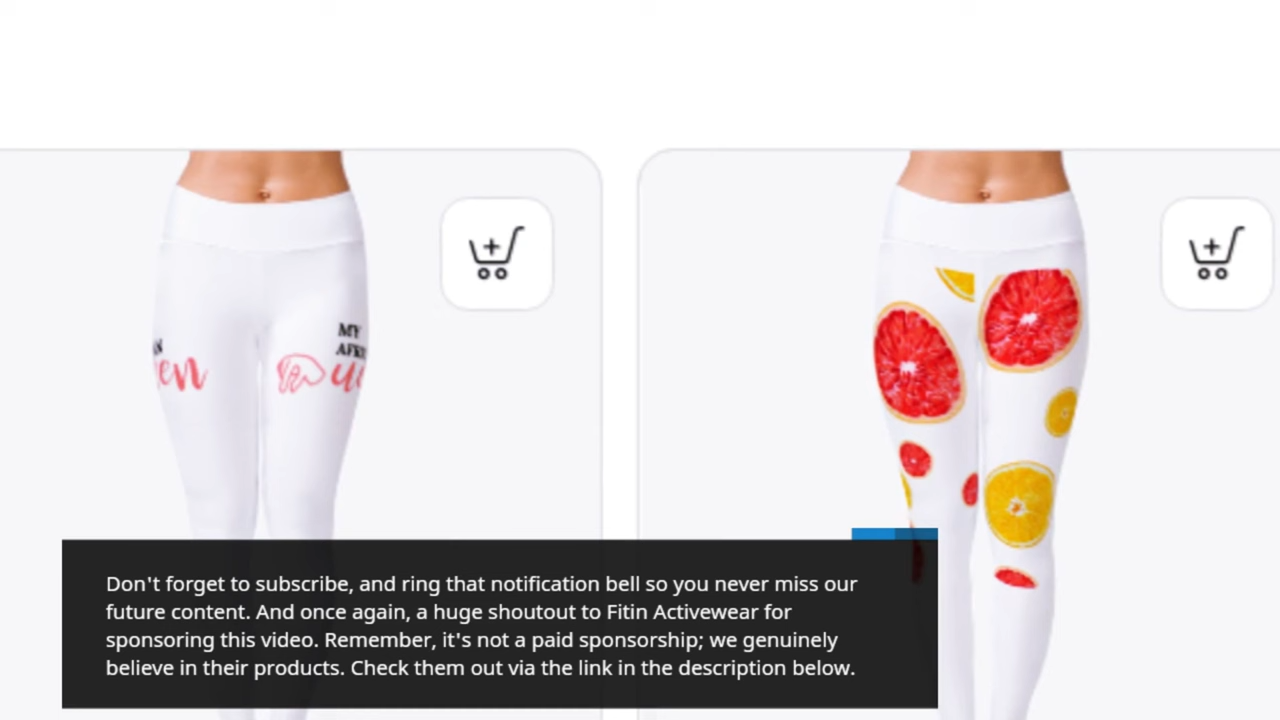 MY
en
Don't forget to subscribe, and ring that notification bell so you never miss our
future content. And once again, a huge shoutout to Fitin Activewear for
sponsoring this video. Remember, it's not a paid sponsorship; we genuinely
believe in their products. Check them out via the link in the description below.